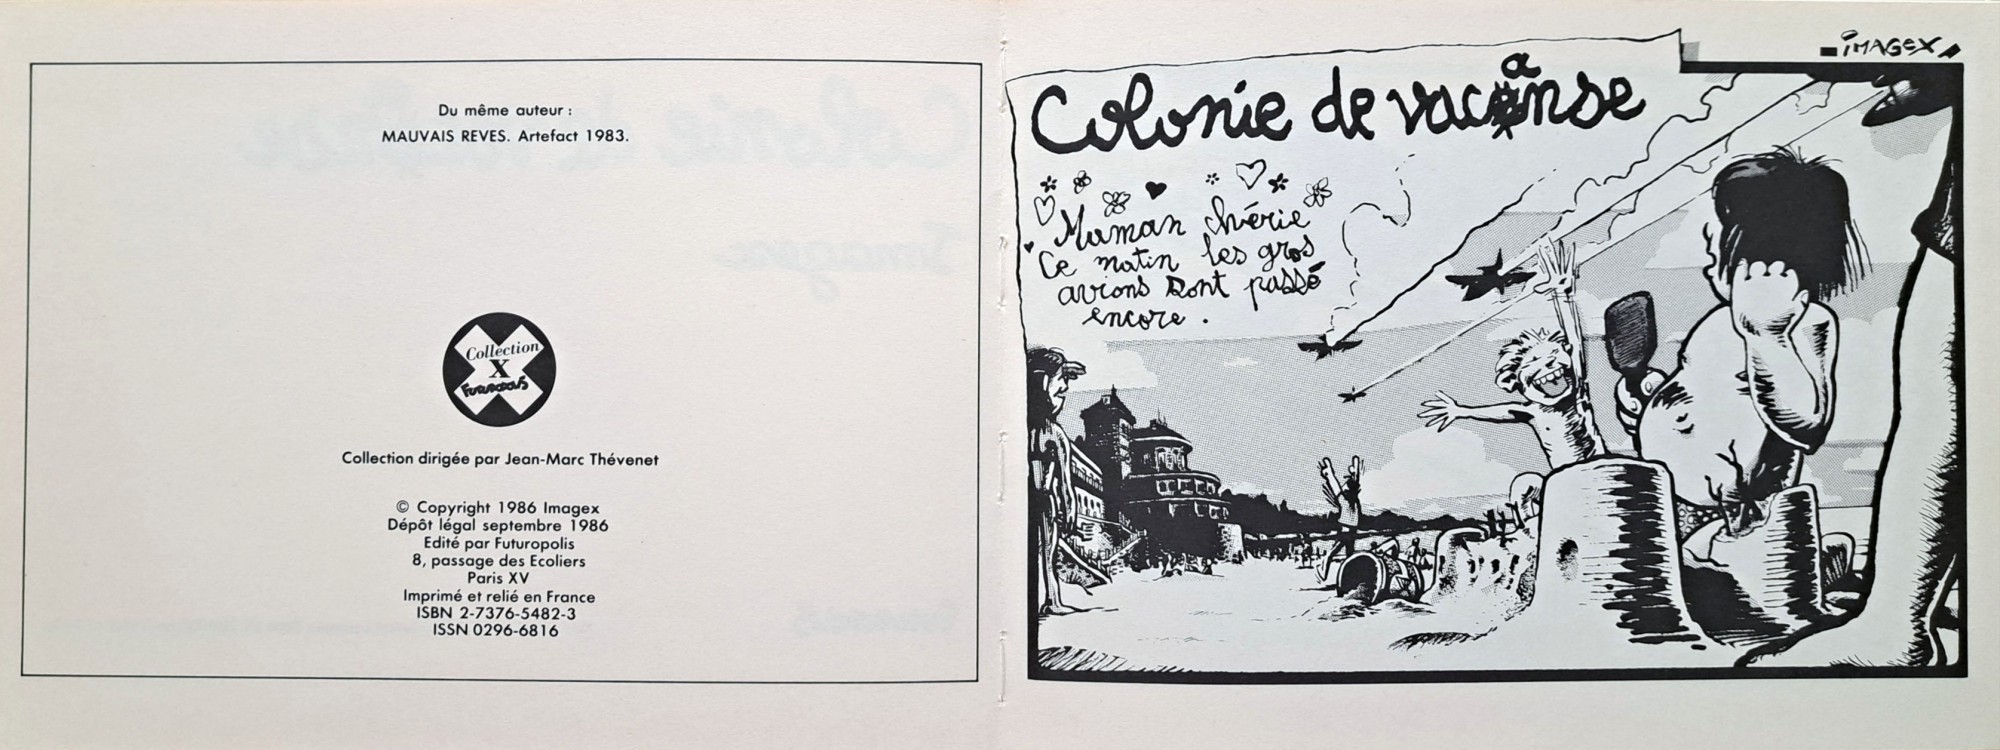 Du même auteur :
MAUVAIS REVES. Artefact 1983.
Collection
X
FUTUROPOLIS
Collection dirigée par Jean-Marc Thévenet
© Copyright 1986 Imagex
Dépôt légal septembre 1986
Edité par Futuropolis
8, passage des Ecoliers
Paris XV
Imprimé et relié en France
ISBN 2-7376-5482-3
ISSN 0296-6816
imAGeX
a
Colonie de vacanse
Maman chérie
Ce matin les gros
avions sont passé
encore .